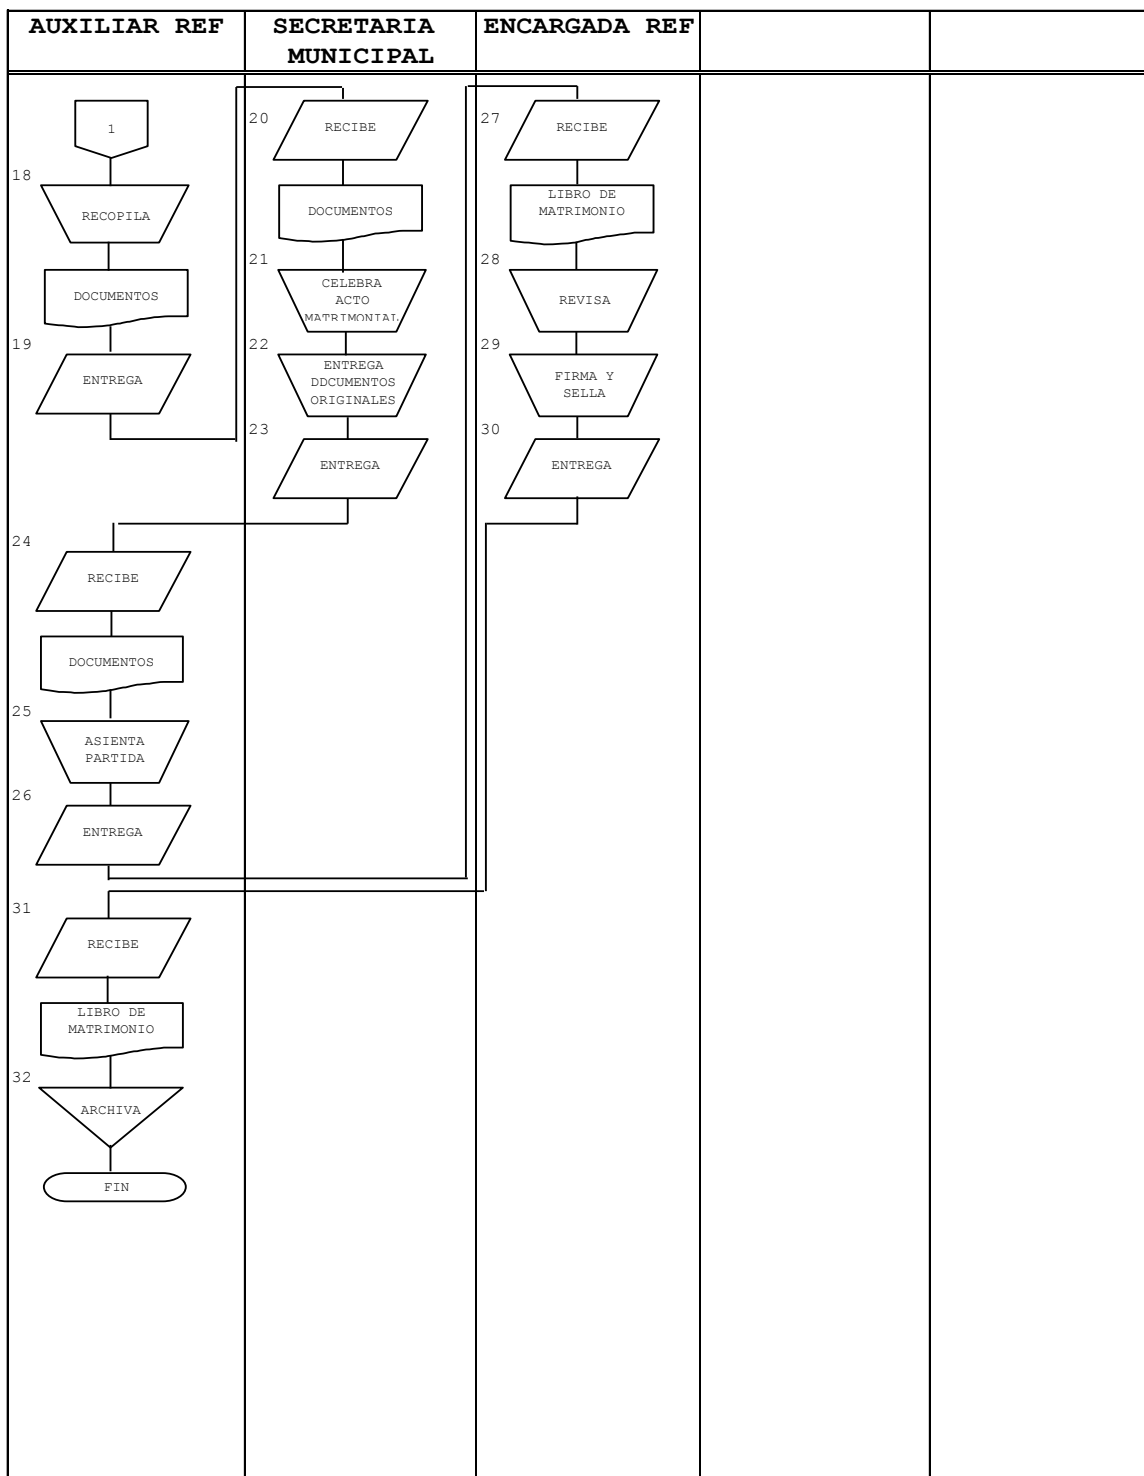 AUXILIAR REF
SECRETARIA
MUNICIPAL
ENCARGADA REF
1
18
RECOPILA
DOCUMENTOS
19
ENTREGA
20
RECIBE
DOCUMENTOS
21
CELEBRA
ACTO
MATRIMONIAL
22
ENTREGA
DDCUMENTOS
ORIGINALES
23
ENTREGA
24
RECIBE
DOCUMENTOS
25
ASIENTA
PARTIDA
26
ENTREGA
27
RECIBE
LIBRO DE
MATRIMONIO
28
REVISA
29
FIRMA Y
SELLA
30
ENTREGA
31
RECIBE
LIBRO DE
MATRIMONIO
32
ARCHIVA
FIN